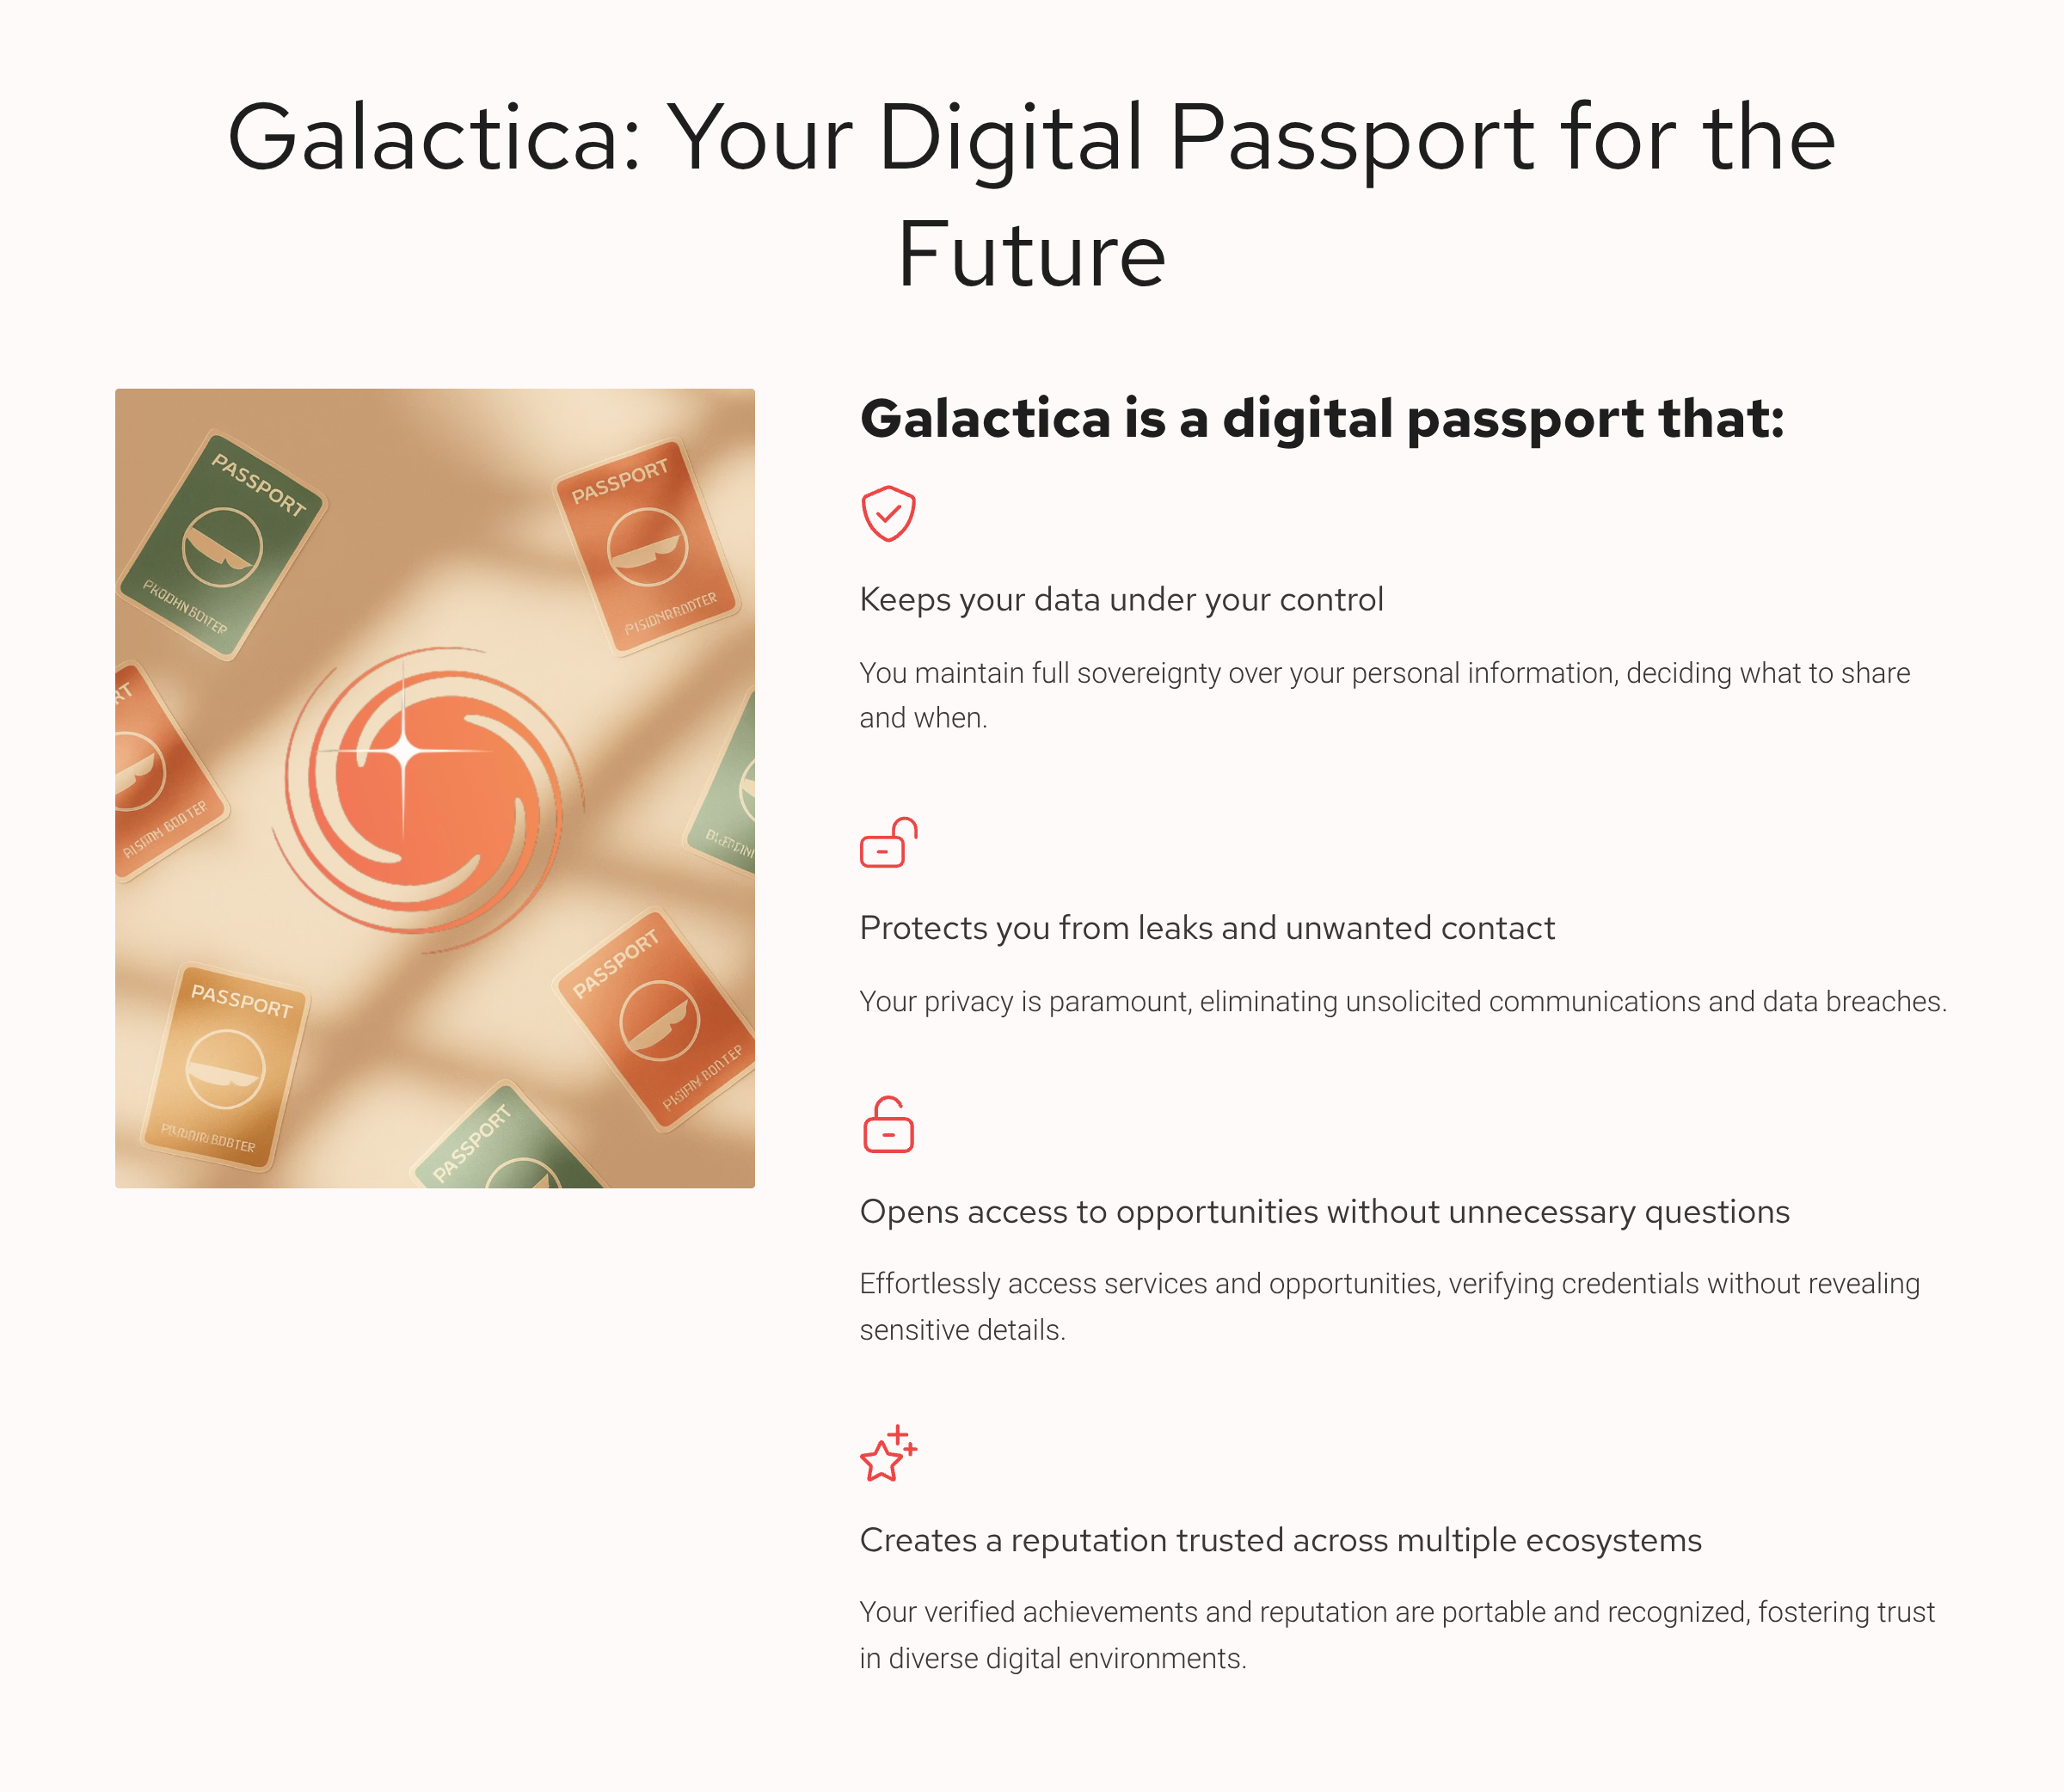 Galactica: Your Digital Passport for the
Future
PASSPORT
PASSPORT
Galactica is a digital passport that:
Keeps your data under your control
You maintain full sovereignty over your personal information, deciding what to share
and when.
Protects you from leaks and unwanted contact
Your privacy is paramount, eliminating unsolicited communications and data breaches.
PASSPORT
PASSPORT
PASSPORT
Opens access to opportunities without unnecessary questions
Effortlessly access services and opportunities, verifying credentials without revealing
sensitive details.
Creates a reputation trusted across multiple ecosystems
Your verified achievements and reputation are portable and recognized, fostering trust
in diverse digital environments.